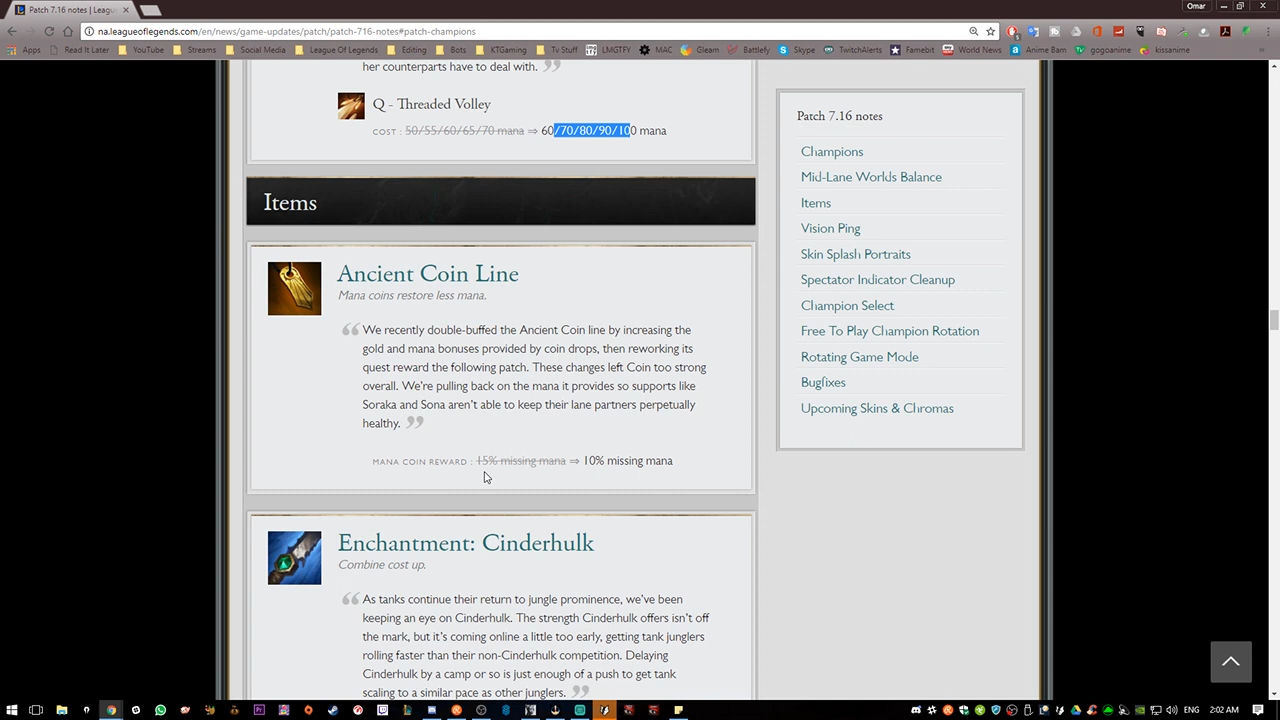 Patch 7.16 notes | Leagu
Omar
na.leagueoflegends.com/en/news/game-updates/patch/patch-716-notes#patch-champions
Apps Read It Later YouTube Streams Social Media League Of Legends Editing Bots KTGaming Tv Stuff LMGTFY MAC Gleam Battlefy Skype TwitchAlerts Famebit World News Anime Bam gogoanime kissanime
her counterparts have to deal with.
Q - Threaded Volley
COST : 50/55/60/65/70 mana ⇒ 60/70/80/90/100 mana
Items
Ancient Coin Line
Mana coins restore less mana.
We recently double-buffed the Ancient Coin line by increasing the
gold and mana bonuses provided by coin drops, then reworking its
quest reward the following patch. These changes left Coin too strong
overall. We're pulling back on the mana it provides so supports like
Soraka and Sona aren't able to keep their lane partners perpetually
healthy.
MANA COIN REWARD : 15% missing mana ⇒ 10% missing mana
Enchantment: Cinderhulk
Combine cost up.
As tanks continue their return to jungle prominence, we've been
keeping an eye on Cinderhulk. The strength Cinderhulk offers isn't off
the mark, but it's coming online a little too early, getting tank junglers
rolling faster than their non-Cinderhulk competition. Delaying
Cinderhulk by a camp or so is just enough of a push to get tank
scaling to a similar pace as other junglers.
Patch 7.16 notes
Champions
Mid-Lane Worlds Balance
Items
Vision Ping
Skin Splash Portraits
Spectator Indicator Cleanup
Champion Select
Free To Play Champion Rotation
Rotating Game Mode
Bugfixes
Upcoming Skins & Chromas
ENG 2:02 AM